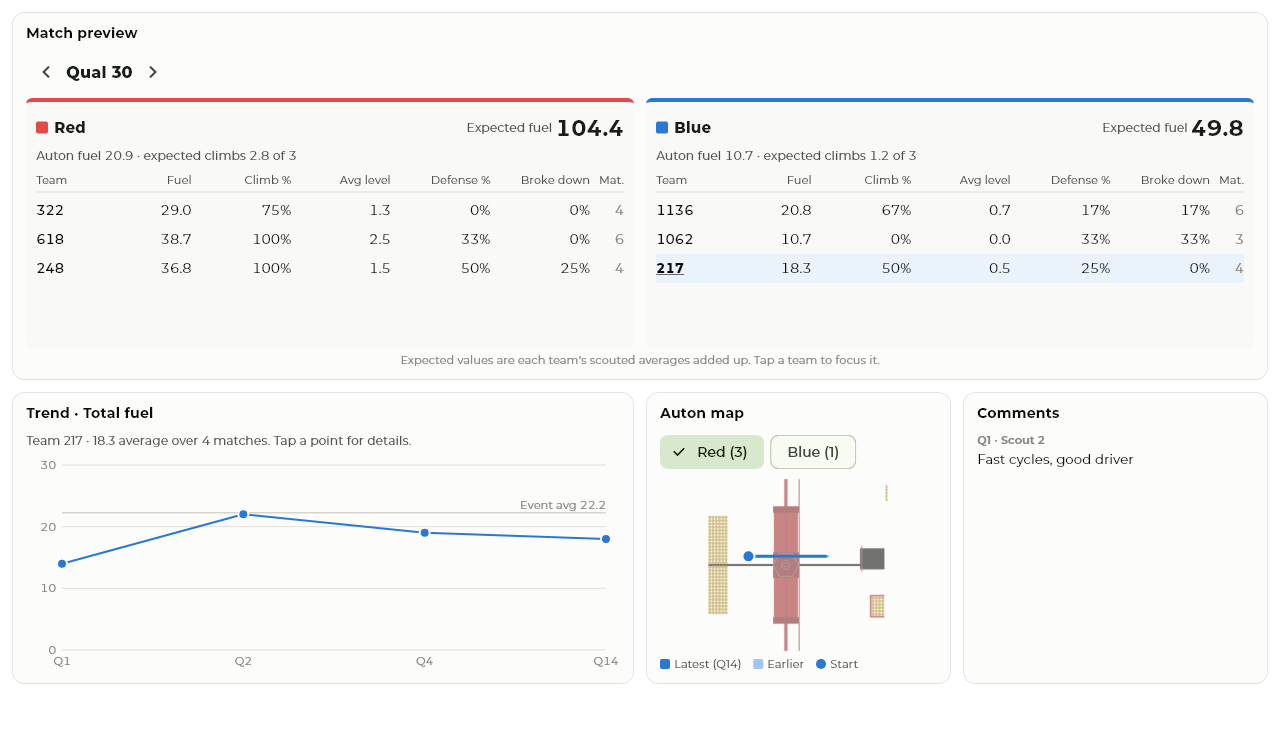 Match preview
Qual 30
Red
Expected fuel 104.4
Auton fuel 20.9 · expected climbs 2.8 of 3
Team Fuel Climb % Avg level Defense % Broke down Mat.
322 29.0 75% 1.3 0% 0% 4
618 38.7 100% 2.5 33% 0% 6
248 36.8 100% 1.5 50% 25% 4
Blue
Expected fuel 49.8
Auton fuel 10.7 · expected climbs 1.2 of 3
Team Fuel Climb % Avg level Defense % Broke down Mat.
1136 20.8 67% 0.7 17% 17% 6
1062 10.7 0% 0.0 33% 33% 3
217 18.3 50% 0.5 25% 0% 4
Expected values are each team's scouted averages added up. Tap a team to focus it.
Trend · Total fuel
Team 217 · 18.3 average over 4 matches. Tap a point for details.
30
Event avg 22.2
20
10
0
Q1 Q2 Q4 Q14
Auton map
Red (3) Blue (1)
Latest (Q14) Earlier Start
Comments
Q1 · Scout 2
Fast cycles, good driver